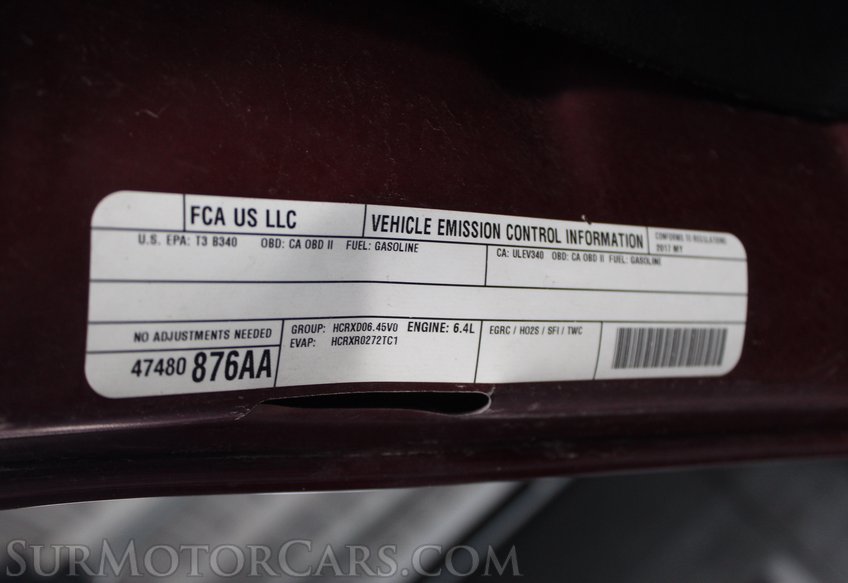 FCA US LLC
VEHICLE EMISSION CONTROL INFORMATION
CONFORMS TO REGULATIONS
2017 MY
U.S. EPA: T3 B340 OBD: CA OBD II FUEL: GASOLINE
CA: ULEV340 OBD: CA OBD II FUEL: GASOLINE
NO ADJUSTMENTS NEEDED
47480 876AA
GROUP: HCRXD06.45V0 ENGINE: 6.4L
EVAP: HCRXR0272TC1
EGRC / HO2S / SFI / TWC
SurMotorCars.com